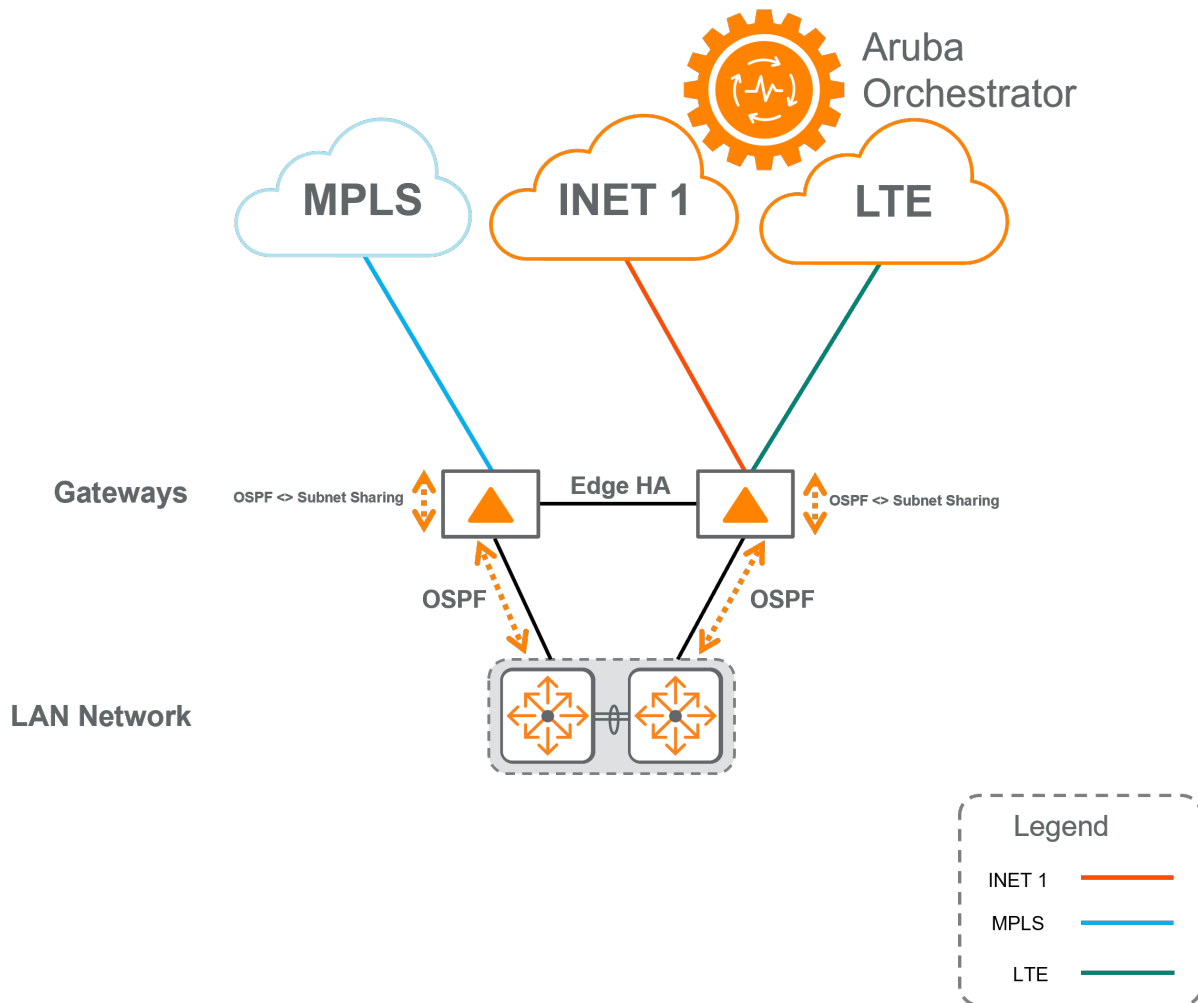 Aruba
Orchestrator
MPLS
INET 1
LTE
Gateways
OSPF <> Subnet Sharing
Edge HA
OSPF <> Subnet Sharing
OSPF
OSPF
LAN Network
Legend
INET 1
MPLS
LTE